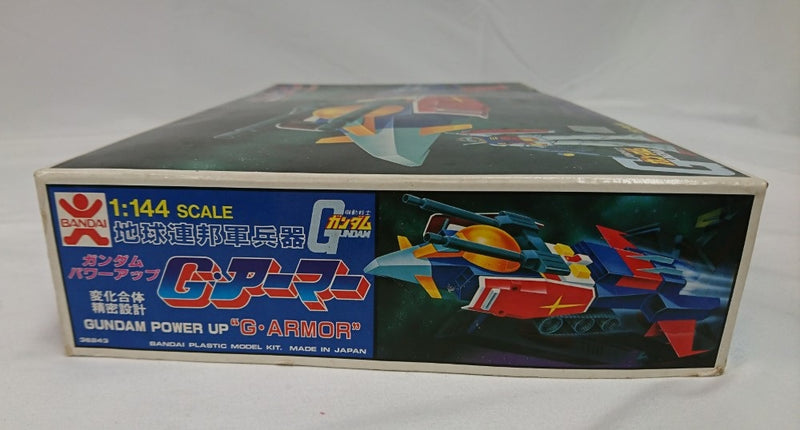 BANDAI
1:144 SCALE
地球連邦軍兵器
機動戦士
ガンダム
GUNDAM
ガンダム
パワーアップ
G・アーマー
変化合体
精密設計
GUNDAM POWER UP "G・ARMOR"
BANDAI PLASTIC MODEL KIT. MADE IN JAPAN